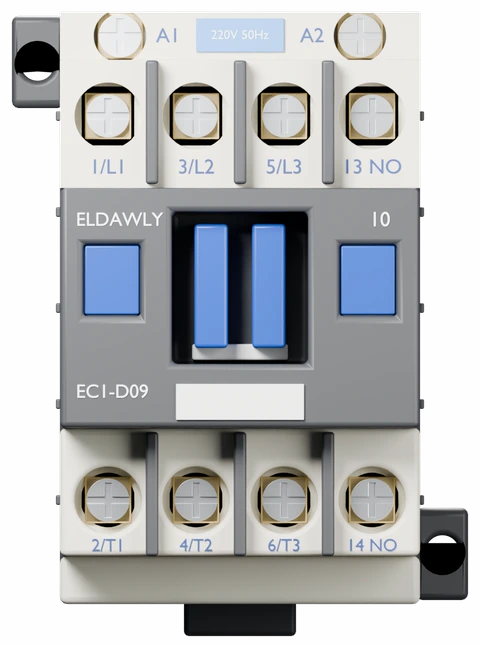 A1 220V 50Hz A2
1/L1 3/L2 5/L3 13 NO
ELDAWLY 10
EC1-D09
2/T1 4/T2 6/T3 14 NO